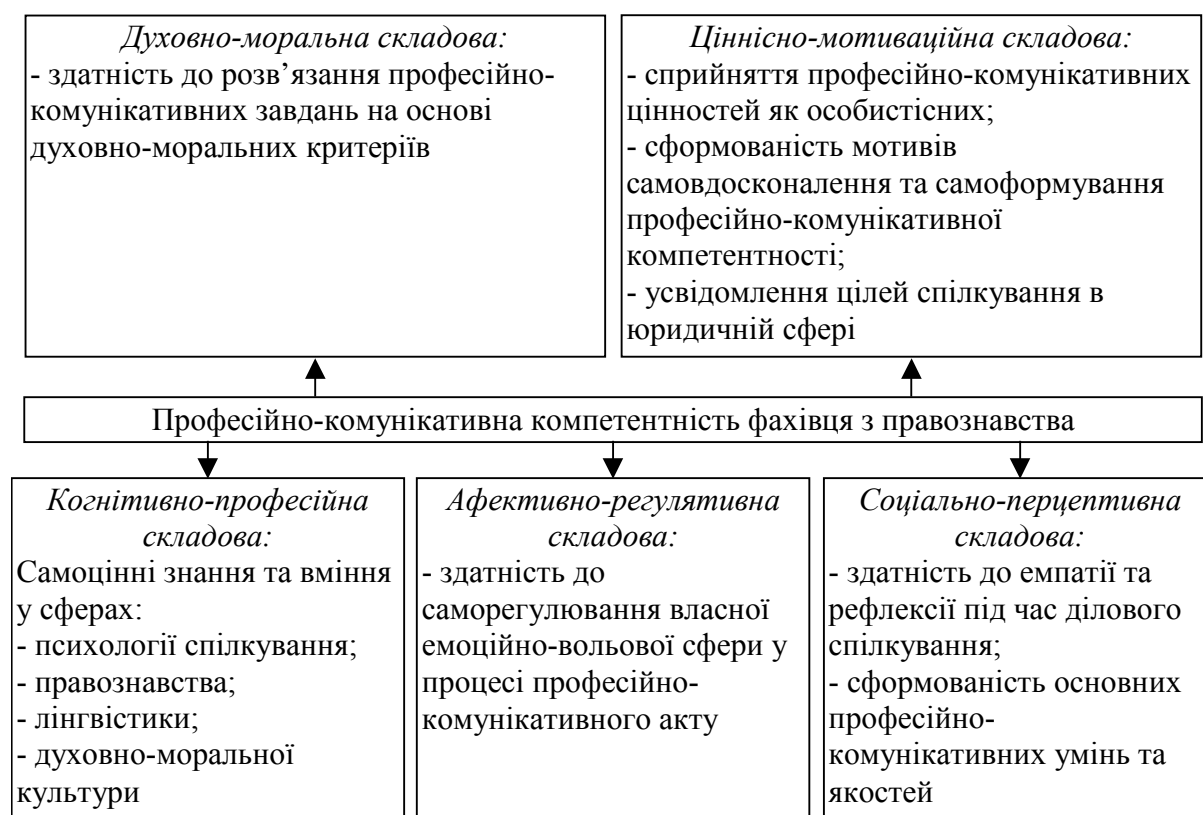 Духовно-моральна складова:
- здатність до розв’язання професійно-
комунікативних завдань на основі
духовно-моральних критеріїв
Ціннісно-мотиваційна складова:
- сприйняття професійно-комунікативних
цінностей як особистісних;
- сформованість мотивів
самовдосконалення та самоформування
професійно-комунікативної
компетентності;
- усвідомлення цілей спілкування в
юридичній сфері
Професійно-комунікативна компетентність фахівця з правознавства
Когнітивно-професійна
складова:
Самоцінні знання та вміння
у сферах:
- психології спілкування;
- правознавства;
- лінгвістики;
- духовно-моральної
культури
Афективно-регулятивна
складова:
- здатність до
саморегулювання власної
емоційно-вольової сфери у
процесі професійно-
комунікативного акту
Соціально-перцептивна
складова:
- здатність до емпатії та
рефлексії під час ділового
спілкування;
- сформованість основних
професійно-
комунікативних умінь та
якостей